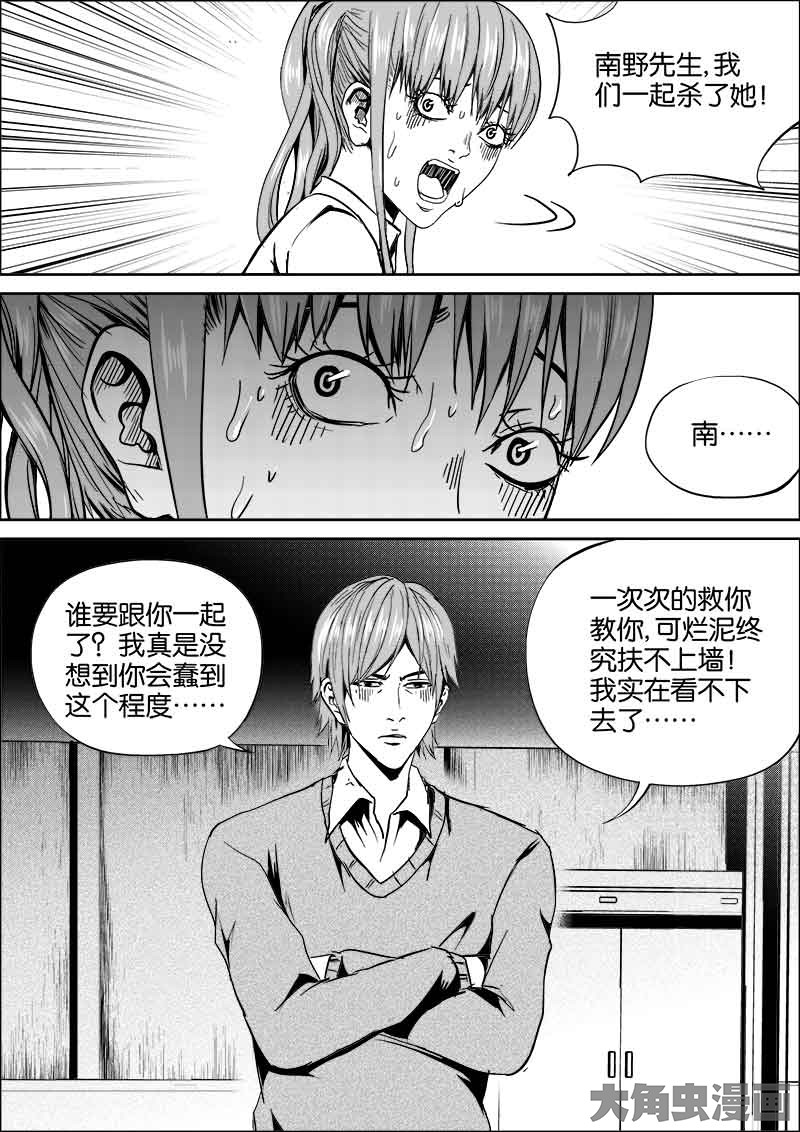 南野先生，我
们一起杀了她！
南……
谁要跟你一起
了？我真是没
想到你会蠢到
这个程度……
一次次的救你
教你，可烂泥终
究扶不上墙！
我实在看不下
去了……
大角虫漫画